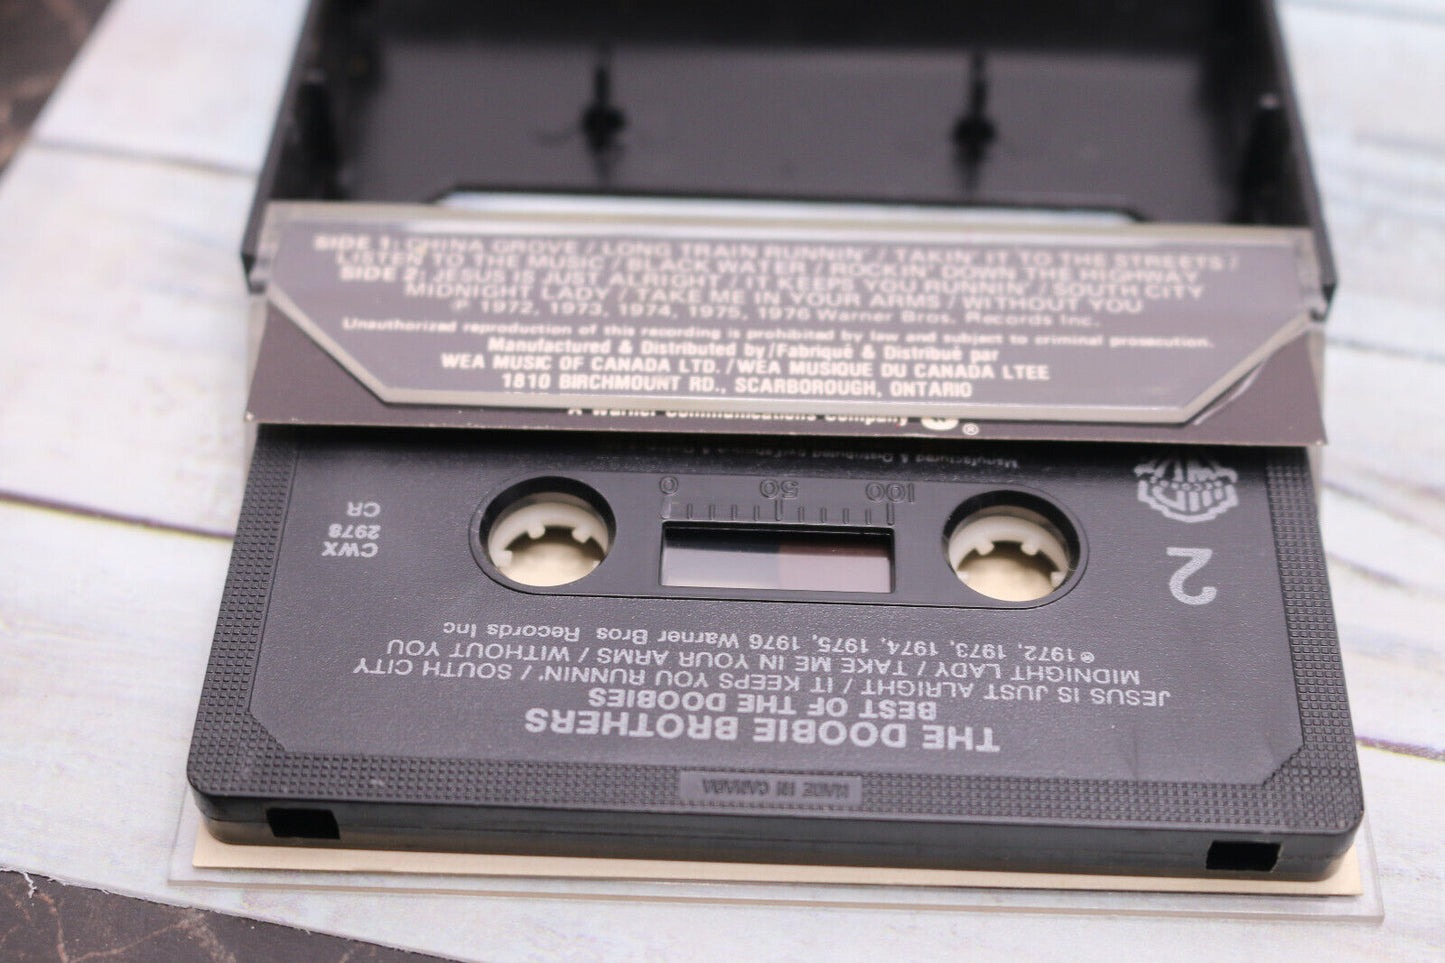 SIDE 1: CHINA GROVE / LONG TRAIN RUNNIN' / TAKIN' IT TO THE STREETS /
LISTEN TO THE MUSIC / BLACK WATER / ROCKIN' DOWN THE HIGHWAY
SIDE 2: JESUS IS JUST ALRIGHT / IT KEEPS YOU RUNNIN' / SOUTH CITY
MIDNIGHT LADY / TAKE ME IN YOUR ARMS / WITHOUT YOU
℗ 1972, 1973, 1974, 1975, 1976 Warner Bros. Records Inc.
Unauthorized reproduction of this recording is prohibited by law and subject to criminal prosecution.
Manufactured & Distributed by / Fabriqué & Distribué par
WEA MUSIC OF CANADA LTD. / WEA MUSIQUE DU CANADA LTEE
1810 BIRCHMOUNT RD., SCARBOROUGH, ONTARIO
A Warner Communications Company ®
MADE IN CANADA
THE DOOBIE BROTHERS
BEST OF THE DOOBIES
JESUS IS JUST ALRIGHT / IT KEEPS YOU RUNNIN' / SOUTH CITY
MIDNIGHT LADY / TAKE ME IN YOUR ARMS / WITHOUT YOU
℗1972, 1973, 1974, 1975, 1976 Warner Bros Records Inc
2
CWX
2978
CR
100 50 0
Manufactured & Distributed by